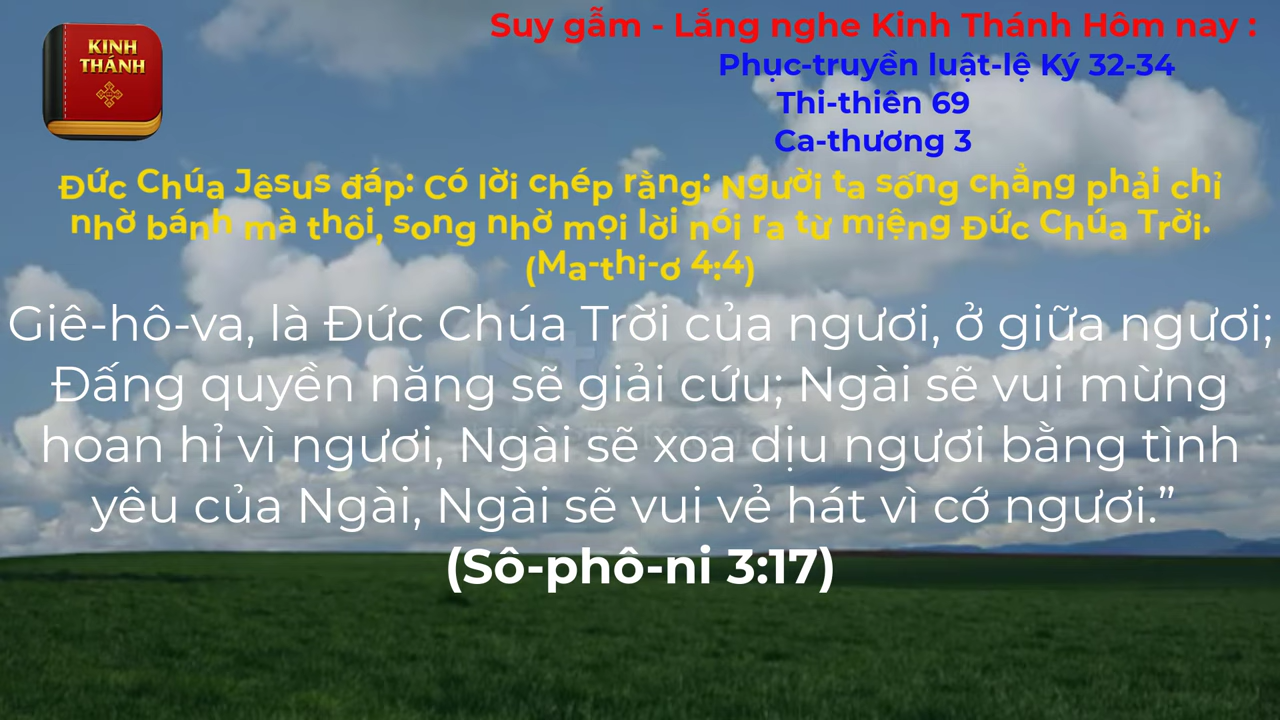 KINH
THÁNH
Suy gẫm - Lắng nghe Kinh Thánh Hôm nay :
Phục-truyền luật-lệ Ký 32-34
Thi-thiên 69
Ca-thương 3
Đức Chúa Jêsus đáp: Có lời chép rằng: Người ta sống chẳng phải chỉ
nhờ bánh mà thôi, song nhờ mọi lời nói ra từ miệng Đức Chúa Trời.
(Ma-thi-ơ 4:4)
Giê-hô-va, là Đức Chúa Trời của ngươi, ở giữa ngươi;
Đấng quyền năng sẽ giải cứu; Ngài sẽ vui mừng
hoan hỉ vì ngươi, Ngài sẽ xoa dịu ngươi bằng tình
yêu của Ngài, Ngài sẽ vui vẻ hát vì cớ ngươi.”
(Sô-phô-ni 3:17)